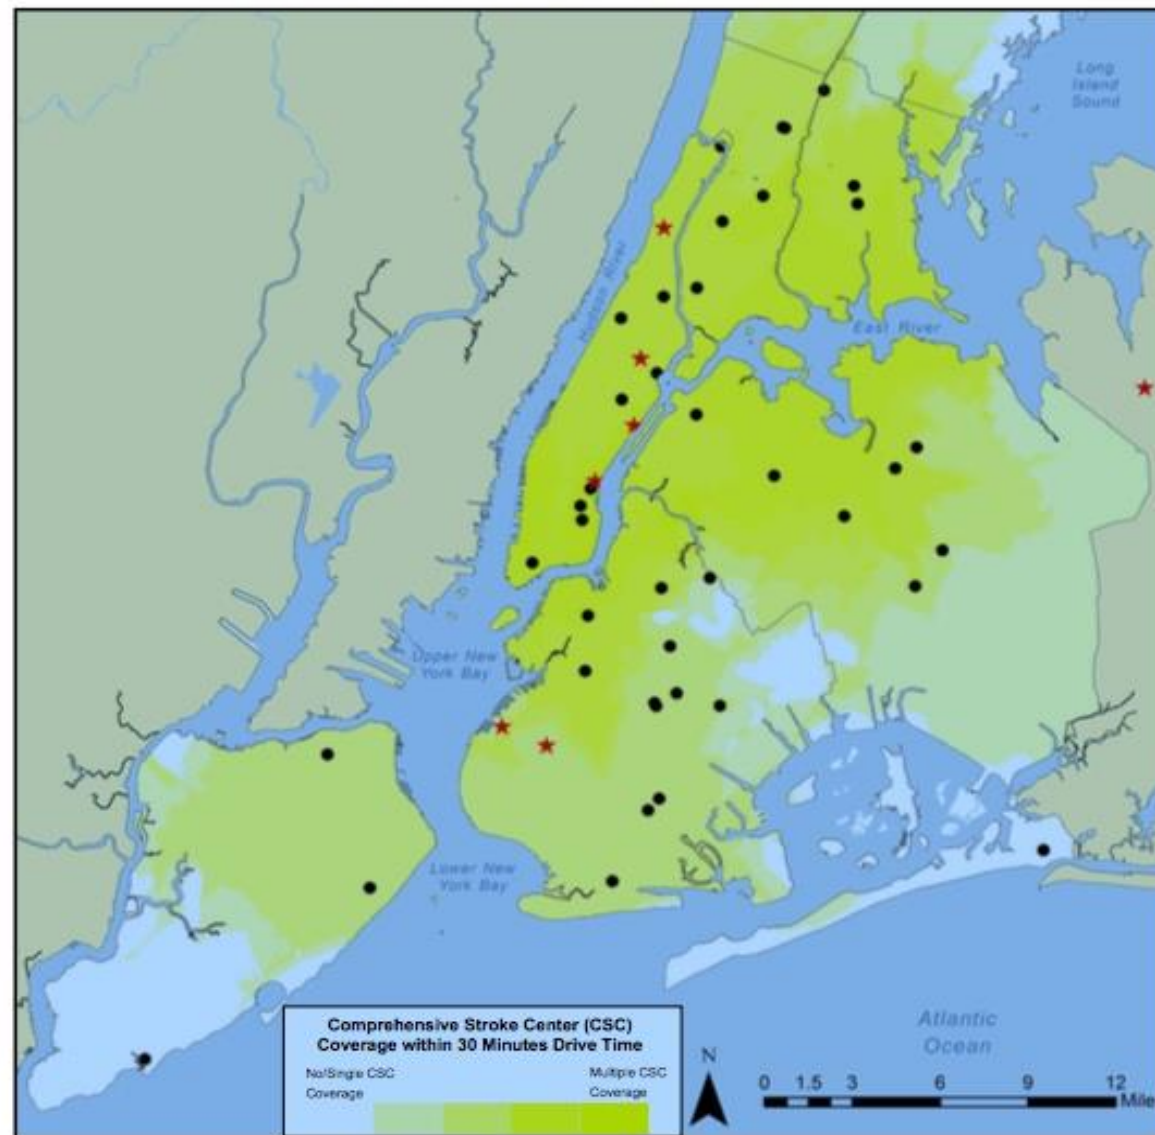 Long
Island
Sound
Hudson River
East River
Upper New
York Bay
Lower New
York Bay
Atlantic
Ocean
Comprehensive Stroke Center (CSC)
Coverage within 30 Minutes Drive Time
No/Single CSC
Coverage
Multiple CSC
Coverage
N
0 1.5 3 6 9 12
Mile